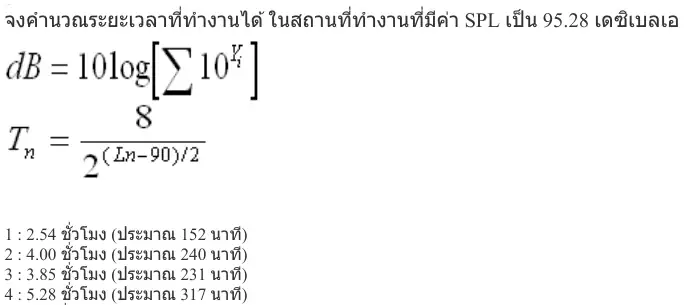 จงคำนวณระยะเวลาที่ทำงานได้ ในสถานที่ทำงานที่มีค่า SPL เป็น 95.28 เดซิเบลเอ
dB = 10log[∑ 10^{Y/i}]
T_n = 8 / 2^{(Ln-90)/2}
1 : 2.54 ชั่วโมง (ประมาณ 152 นาที)
2 : 4.00 ชั่วโมง (ประมาณ 240 นาที)
3 : 3.85 ชั่วโมง (ประมาณ 231 นาที)
4 : 5.28 ชั่วโมง (ประมาณ 317 นาที)